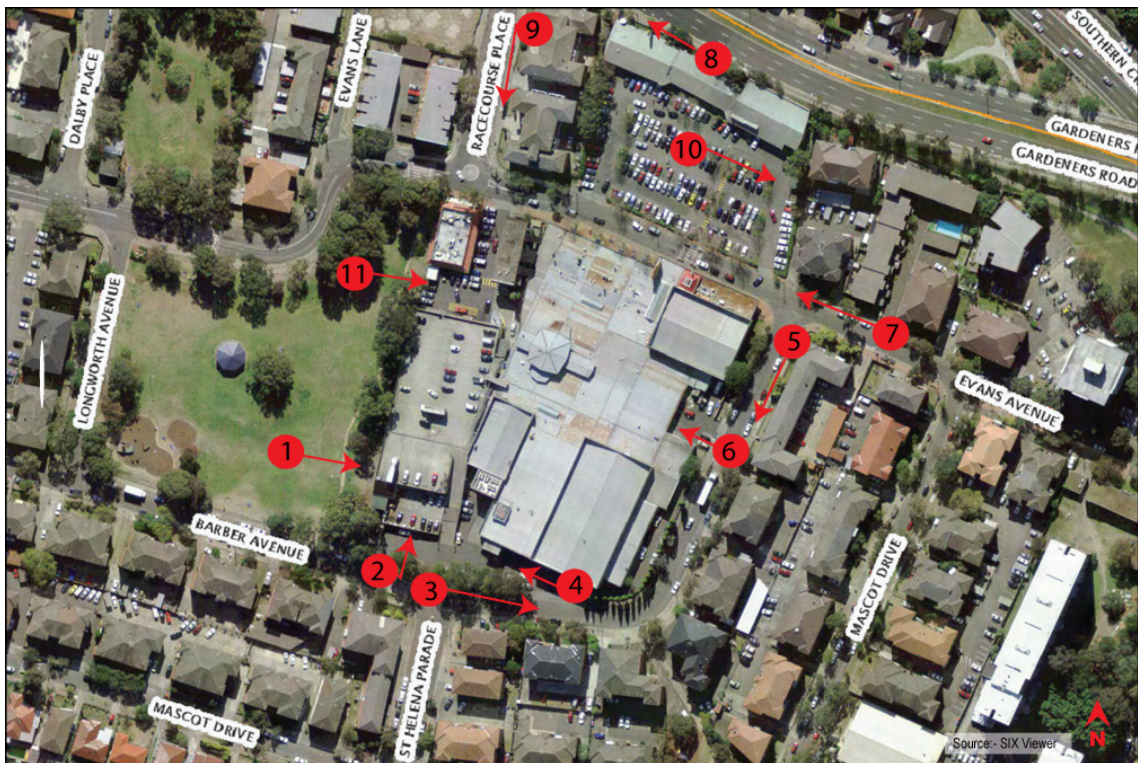 DALBY PLACE
EVANS LANE
RACECOURSE PLACE
9
8
SOUTHERN C
GARDENERS R
GARDENERS ROAD
10
11
LONGWORTH AVENUE
7
5
EVANS AVENUE
6
1
BARBER AVENUE
2
3
4
MASCOT DRIVE
ST HELENA PARADE
MASCOT DRIVE
N
Source:- SIX Viewer